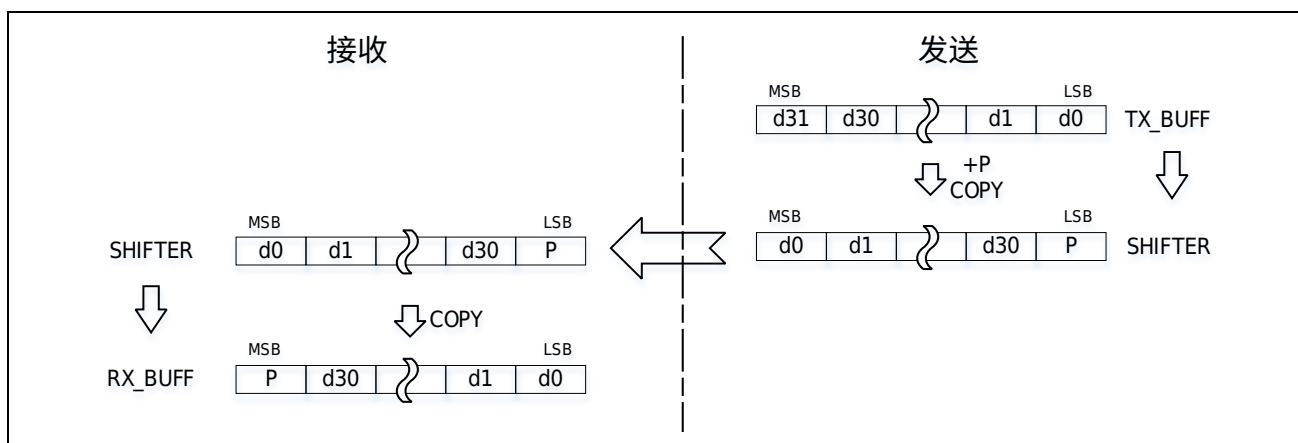 接收 发送
MSB LSB
d31 d30 d1 d0 TX_BUFF
+P
COPY
MSB LSB MSB LSB
SHIFTER d0 d1 d30 P d0 d1 d30 P SHIFTER
COPY
MSB LSB
RX_BUFF P d30 d1 d0